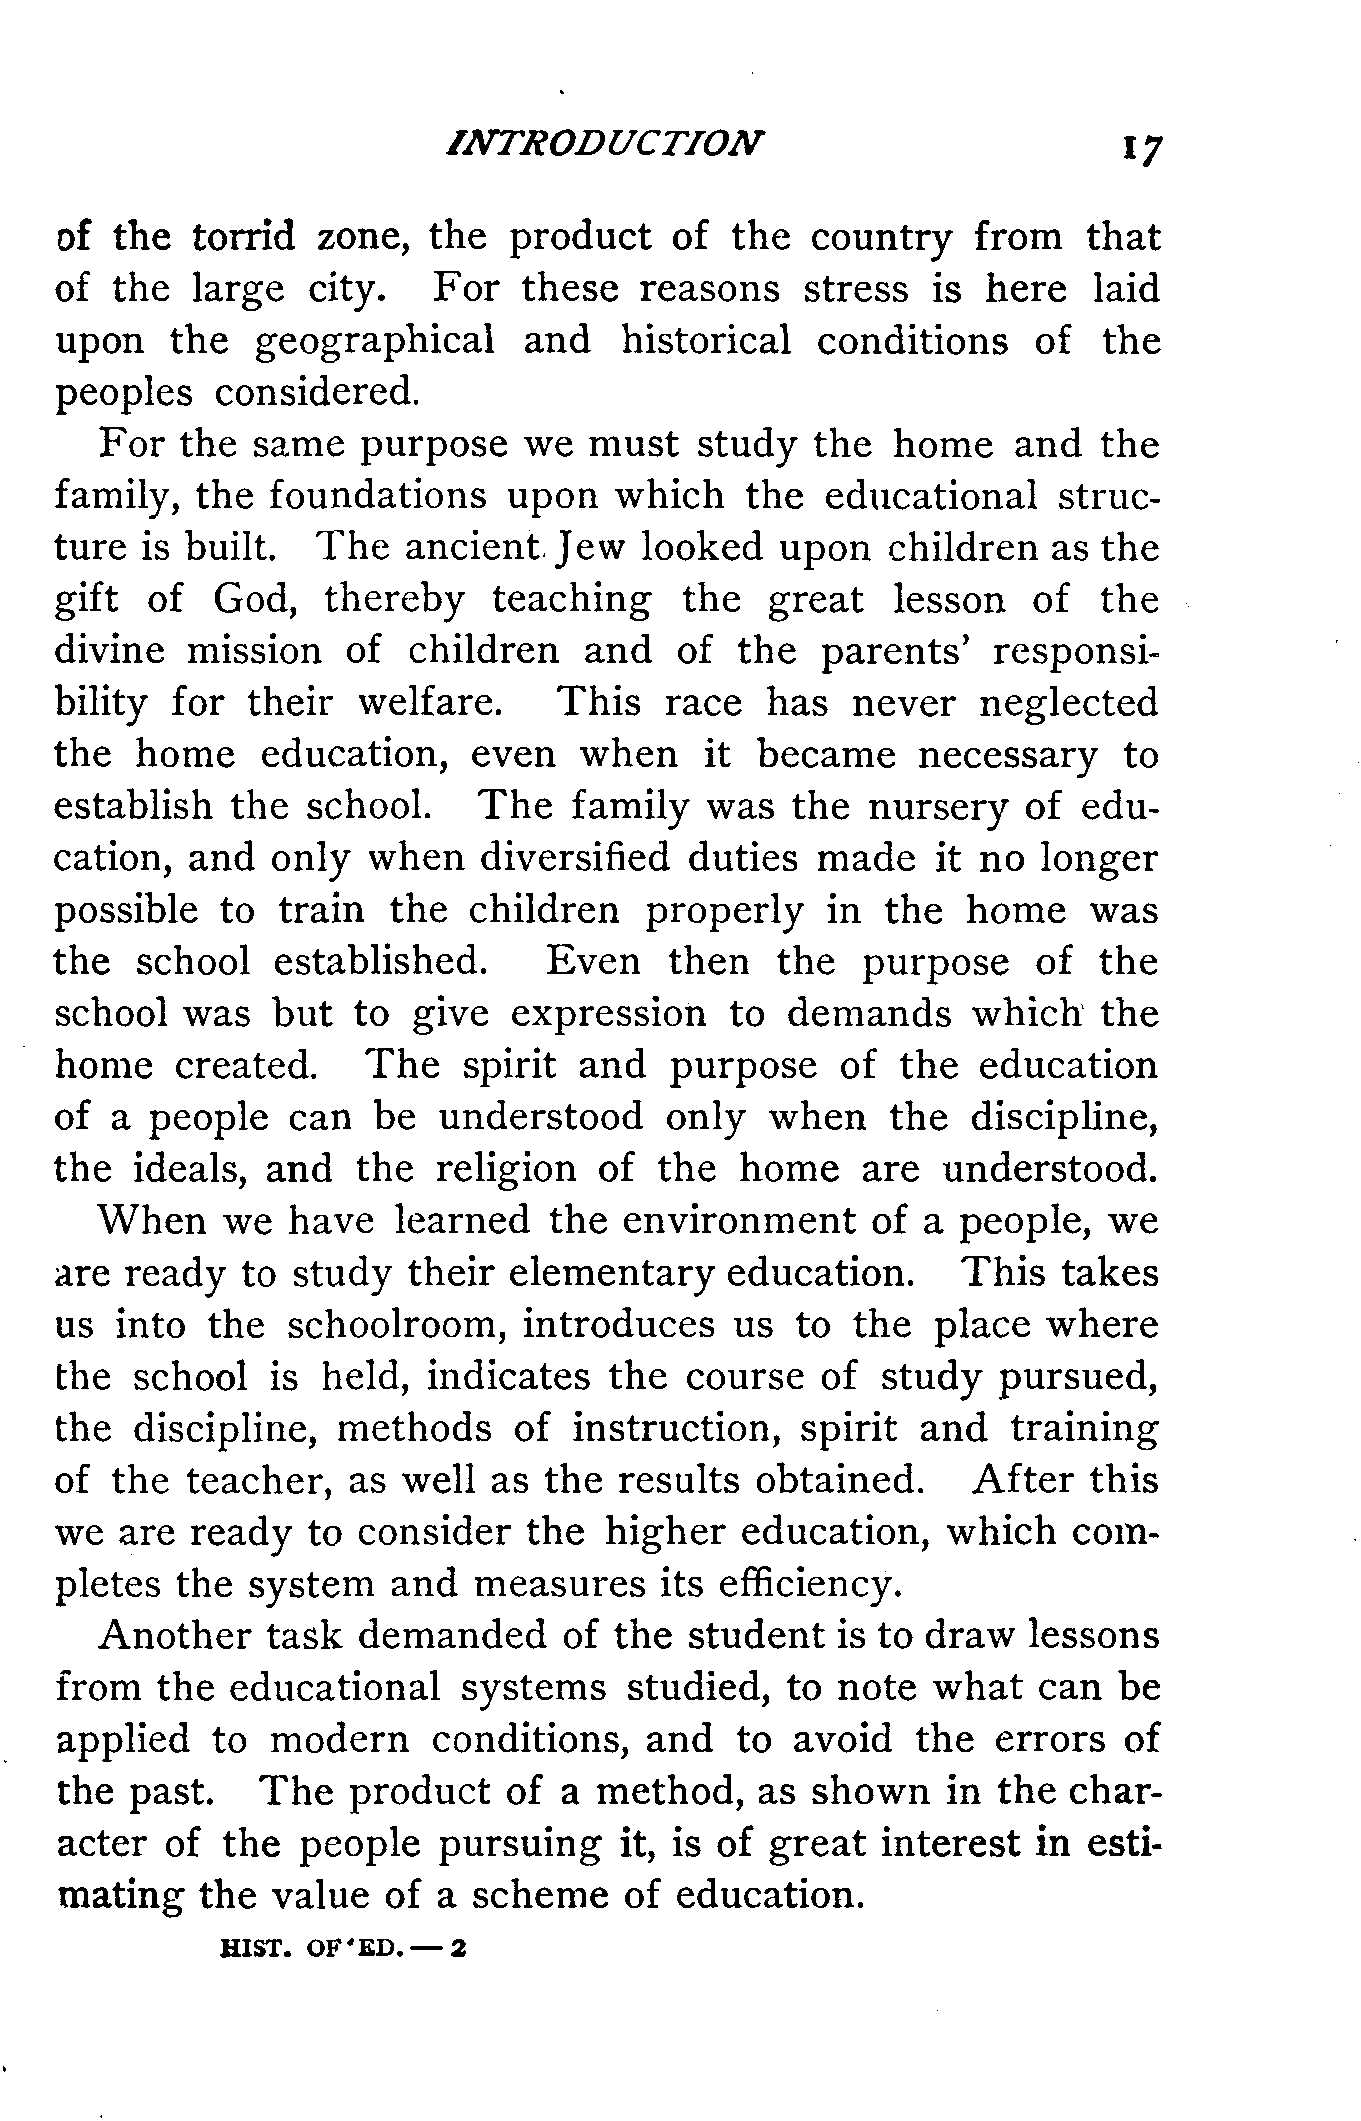 INTRODUCTION 17
of the torrid zone, the product of the country from that
of the large city. For these reasons stress is here laid
upon the geographical and historical conditions of the
peoples considered.
For the same purpose we must study the home and the
family, the foundations upon which the educational struc-
ture is built. The ancient Jew looked upon children as the
gift of God, thereby teaching the great lesson of the
divine mission of children and of the parents' responsi-
bility for their welfare. This race has never neglected
the home education, even when it became necessary to
establish the school. The family was the nursery of edu-
cation, and only when diversified duties made it no longer
possible to train the children properly in the home was
the school established. Even then the purpose of the
school was but to give expression to demands which the
home created. The spirit and purpose of the education
of a people can be understood only when the discipline,
the ideals, and the religion of the home are understood.
When we have learned the environment of a people, we
are ready to study their elementary education. This takes
us into the schoolroom, introduces us to the place where
the school is held, indicates the course of study pursued,
the discipline, methods of instruction, spirit and training
of the teacher, as well as the results obtained. After this
we are ready to consider the higher education, which com-
pletes the system and measures its efficiency.
Another task demanded of the student is to draw lessons
from the educational systems studied, to note what can be
applied to modern conditions, and to avoid the errors of
the past. The product of a method, as shown in the char-
acter of the people pursuing it, is of great interest in esti-
mating the value of a scheme of education.
HIST. OF ED. — 2